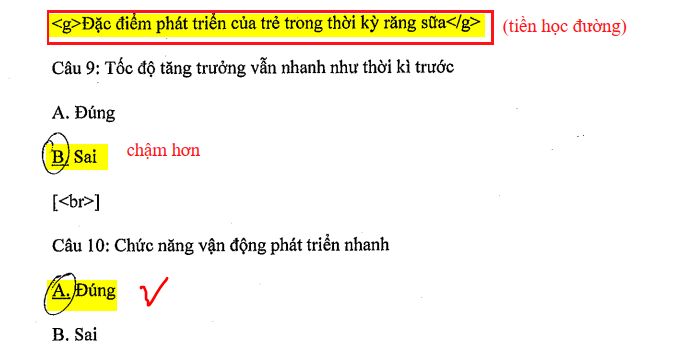 <g>Đặc điểm phát triển của trẻ trong thời kỳ răng sữa</g> (tiền học đường)
Câu 9: Tốc độ tăng trưởng vẫn nhanh như thời kì trước
A. Đúng
B. Sai chậm hơn
[<br>]
Câu 10: Chức năng vận động phát triển nhanh
A. Đúng
B. Sai